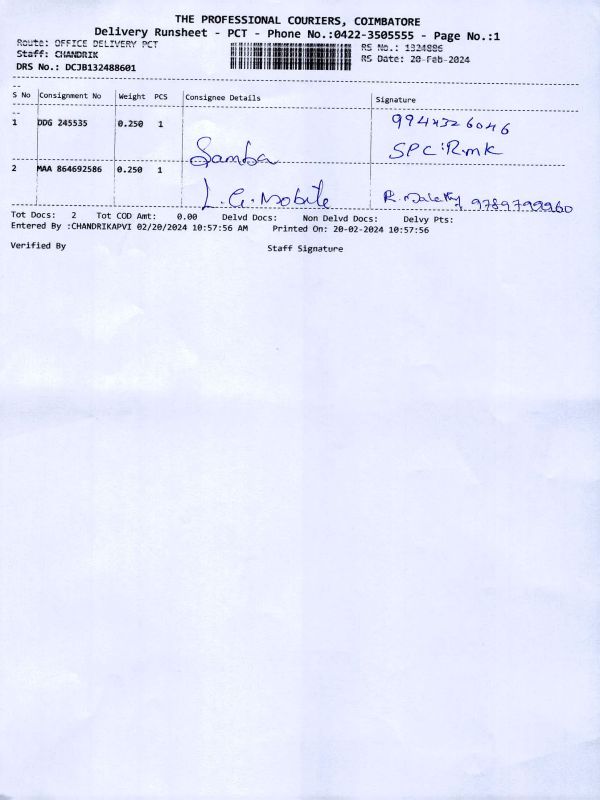 THE PROFESSIONAL COURIERS, COIMBATORE
Delivery Runsheet - PCT - Phone No.:0422-3505555 - Page No.:1
Route: OFFICE DELIVERY PCT RS No.: 1324886
Staff: CHANDRIK RS Date: 20-Feb-2024
DRS No.: DCJB132488601
S No Consignment No Weight PCS Consignee Details Signature
1 DDG 245535 0.250 1 Samba 9944326046
SPC:R.mk
2 MAA 864692586 0.250 1 L.G.Mobile R. 9789799960
Tot Docs: 2 Tot COD Amt: 0.00 Delvd Docs: Non Delvd Docs: Delvy Pts:
Entered By :CHANDRIKAPVI 02/20/2024 10:57:56 AM Printed On: 20-02-2024 10:57:56
Verified By Staff Signature